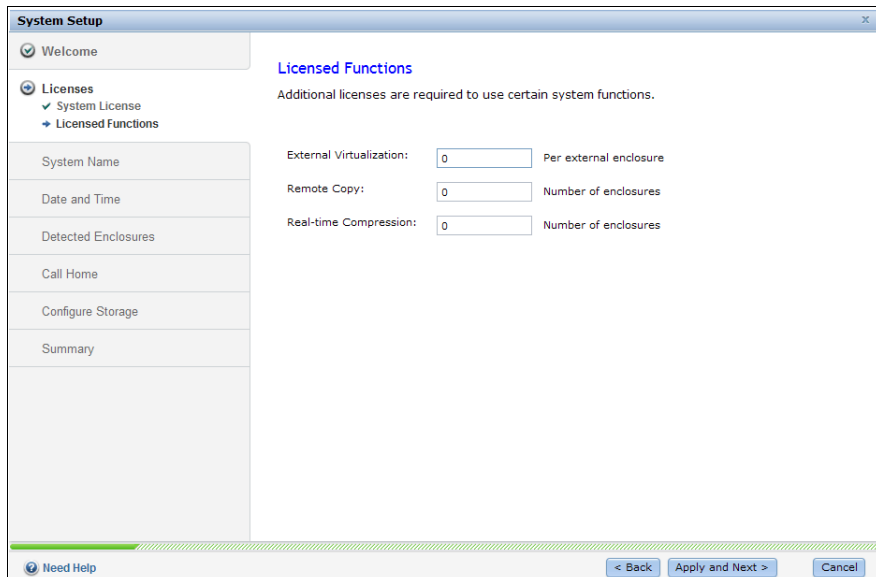 System Setup
x
Welcome
Licenses
System License
Licensed Functions
System Name
Date and Time
Detected Enclosures
Call Home
Configure Storage
Summary
Licensed Functions
Additional licenses are required to use certain system functions.
External Virtualization: 0 Per external enclosure
Remote Copy: 0 Number of enclosures
Real-time Compression: 0 Number of enclosures
Need Help
< Back Apply and Next > Cancel